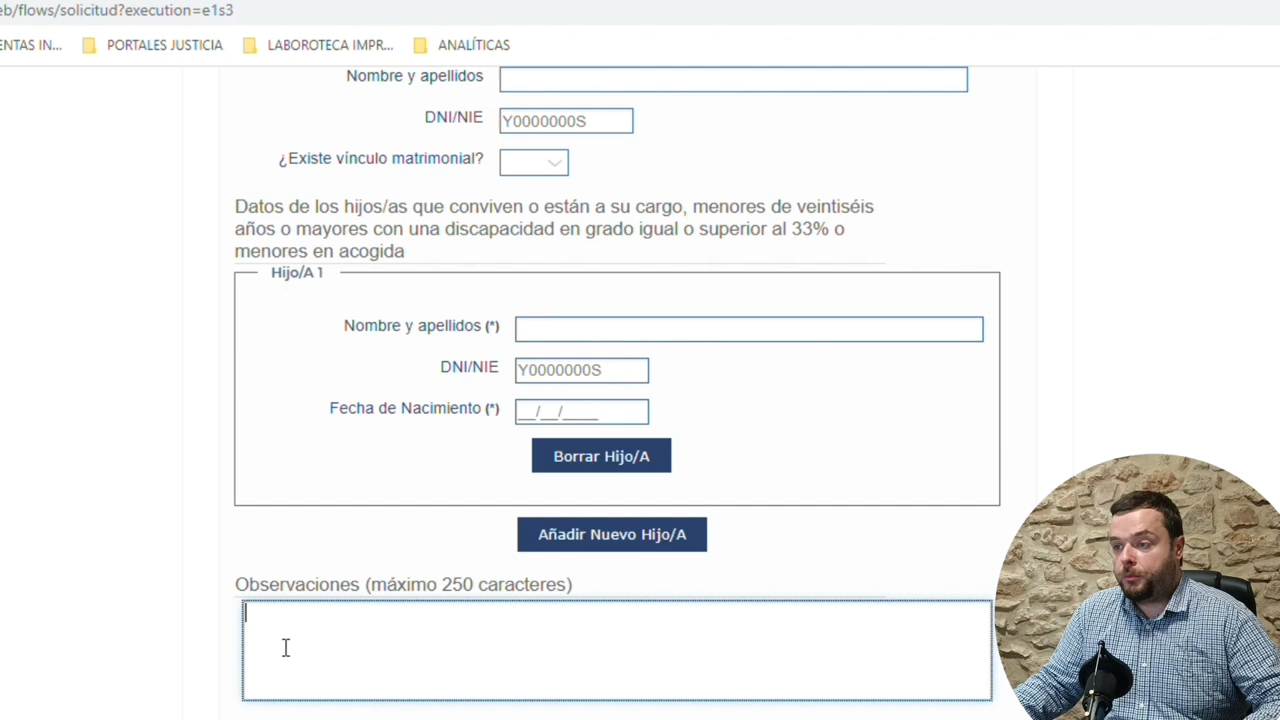 eb/flows/solicitud?execution=e1s3
ENTAS IN... PORTALES JUSTICIA LABOROTECA IMPR... ANALÍTICAS
Nombre y apellidos
DNI/NIE Y0000000S
¿Existe vínculo matrimonial?
Datos de los hijos/as que conviven o están a su cargo, menores de veintiséis
años o mayores con una discapacidad en grado igual o superior al 33% o
menores en acogida
Hijo/A 1
Nombre y apellidos (*)
DNI/NIE Y0000000S
Fecha de Nacimiento (*) __/__/____
Borrar Hijo/A
Añadir Nuevo Hijo/A
Observaciones (máximo 250 caracteres)